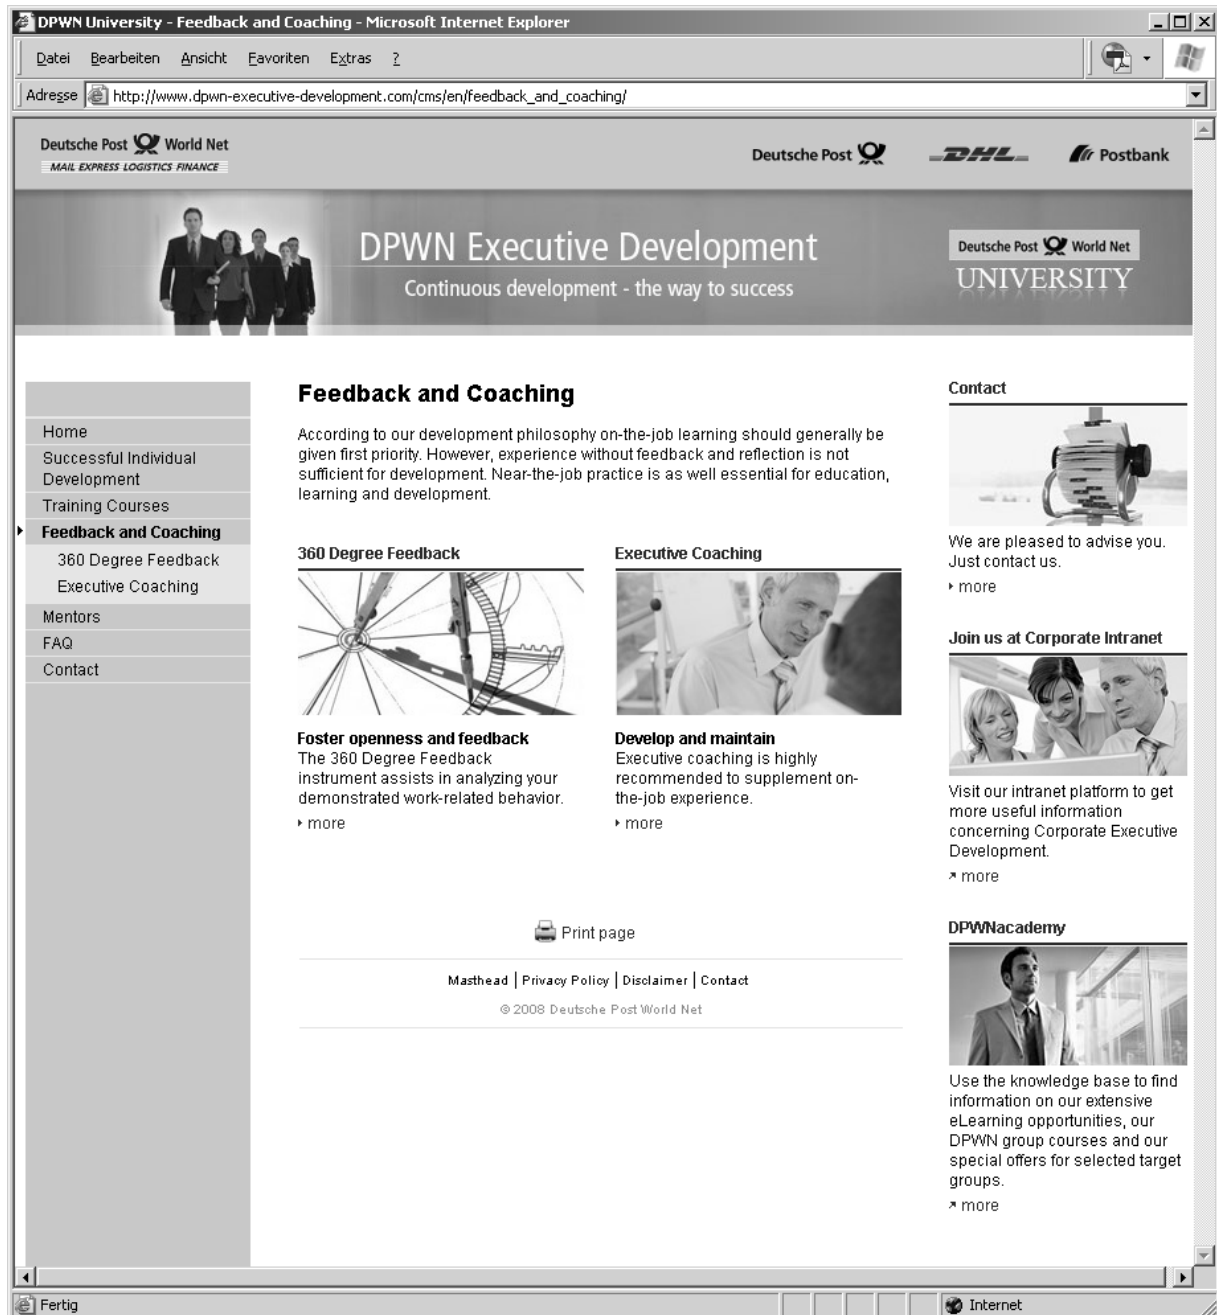 DPWN University - Feedback and Coaching - Microsoft Internet Explorer
Datei Bearbeiten Ansicht Favoriten Extras ?
Adresse http://www.dpwn-executive-development.com/cms/en/feedback_and_coaching/
Deutsche Post World Net
MAIL EXPRESS LOGISTICS FINANCE
Deutsche Post
DHL
Postbank
DPWN Executive Development
Continuous development - the way to success
Deutsche Post World Net
UNIVERSITY
Home
Successful Individual
Development
Training Courses
Feedback and Coaching
360 Degree Feedback
Executive Coaching
Mentors
FAQ
Contact
Feedback and Coaching
According to our development philosophy on-the-job learning should generally be
given first priority. However, experience without feedback and reflection is not
sufficient for development. Near-the-job practice is as well essential for education,
learning and development.
360 Degree Feedback
Foster openness and feedback
The 360 Degree Feedback
instrument assists in analyzing your
demonstrated work-related behavior.
more
Executive Coaching
Develop and maintain
Executive coaching is highly
recommended to supplement on-
the-job experience.
more
Print page
Masthead | Privacy Policy | Disclaimer | Contact
© 2008 Deutsche Post World Net
Contact
We are pleased to advise you.
Just contact us.
more
Join us at Corporate Intranet
Visit our intranet platform to get
more useful information
concerning Corporate Executive
Development.
more
DPWNacademy
Use the knowledge base to find
information on our extensive
eLearning opportunities, our
DPWN group courses and our
special offers for selected target
groups.
more
Fertig
Internet